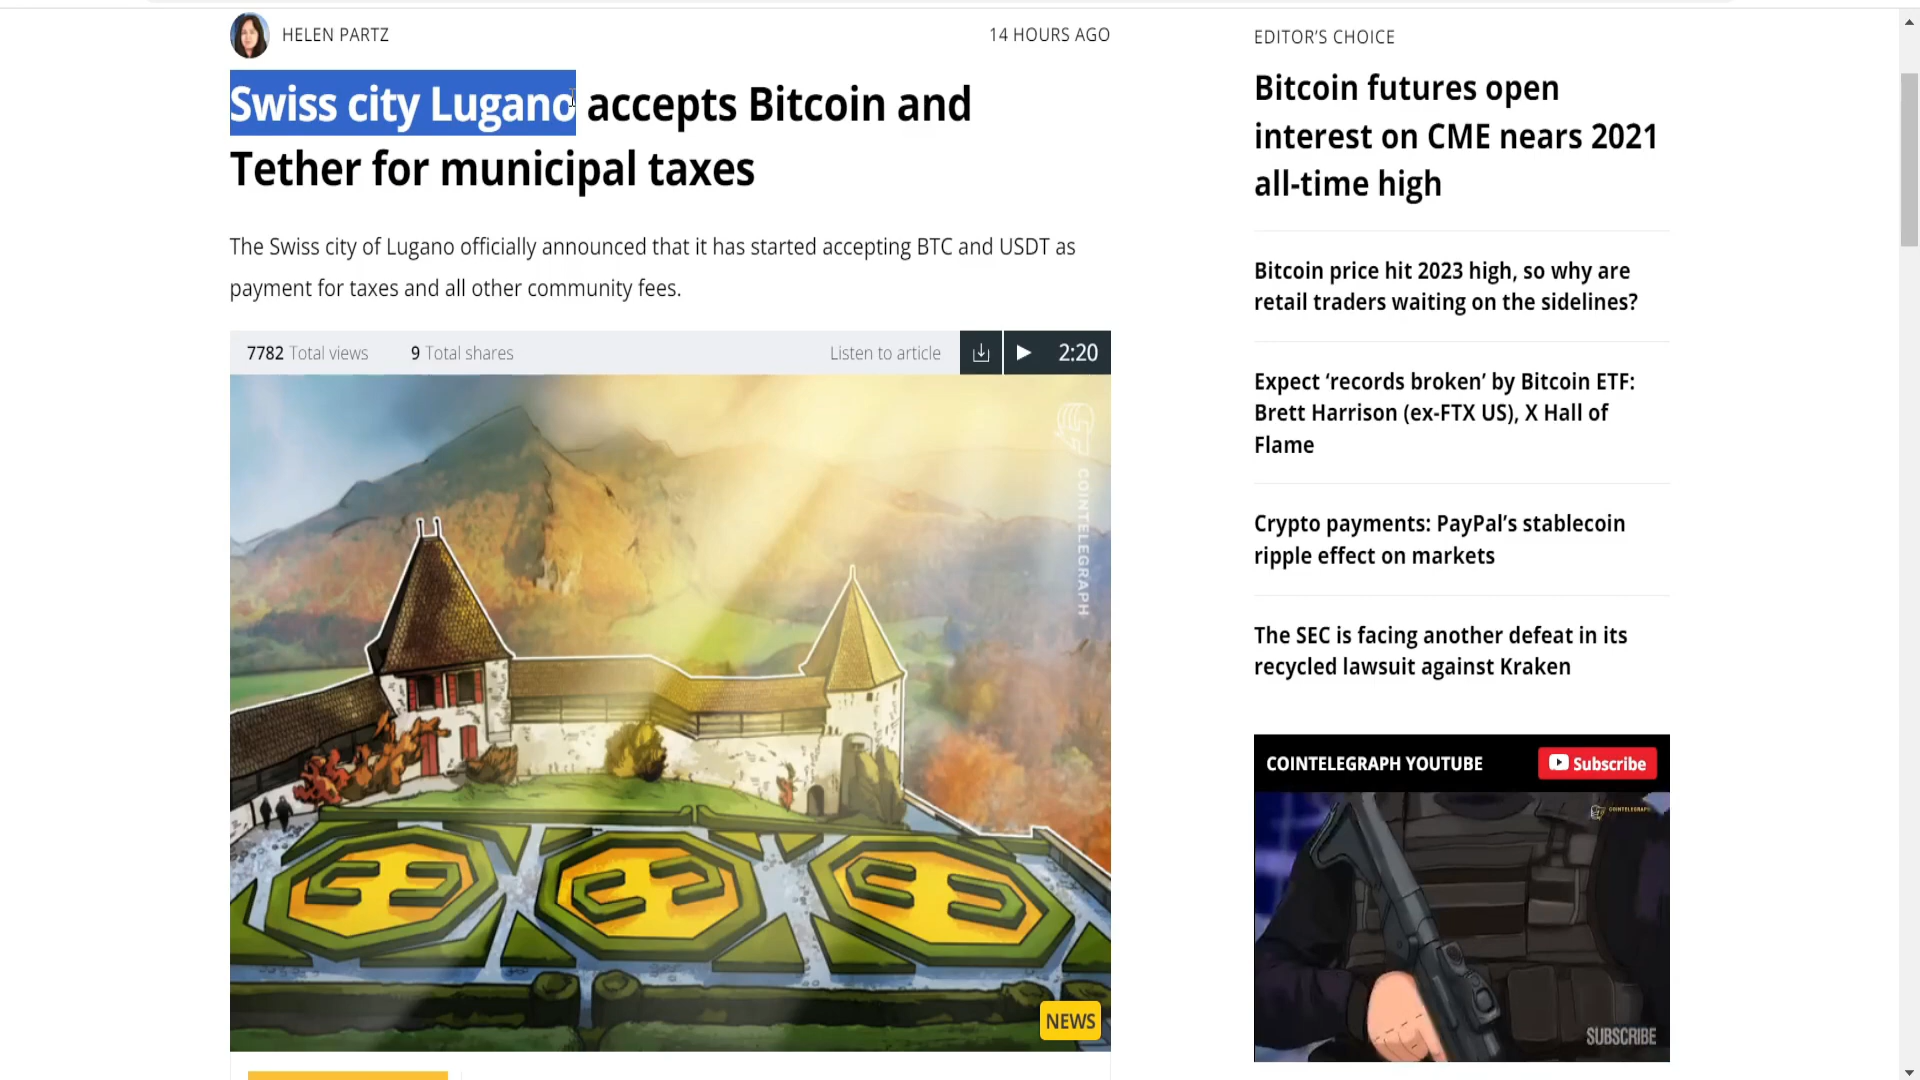 HELEN PARTZ
14 HOURS AGO
Swiss city Lugano accepts Bitcoin and
Tether for municipal taxes
The Swiss city of Lugano officially announced that it has started accepting BTC and USDT as
payment for taxes and all other community fees.
7782 Total views
9 Total shares
Listen to article
2:20
COINTELEGRAPH
NEWS
EDITOR’S CHOICE
Bitcoin futures open
interest on CME nears 2021
all-time high
Bitcoin price hit 2023 high, so why are
retail traders waiting on the sidelines?
Expect ‘records broken’ by Bitcoin ETF:
Brett Harrison (ex-FTX US), X Hall of
Flame
Crypto payments: PayPal’s stablecoin
ripple effect on markets
The SEC is facing another defeat in its
recycled lawsuit against Kraken
COINTELEGRAPH YOUTUBE
Subscribe
COINTELEGRAPH
SUBSCRIBE